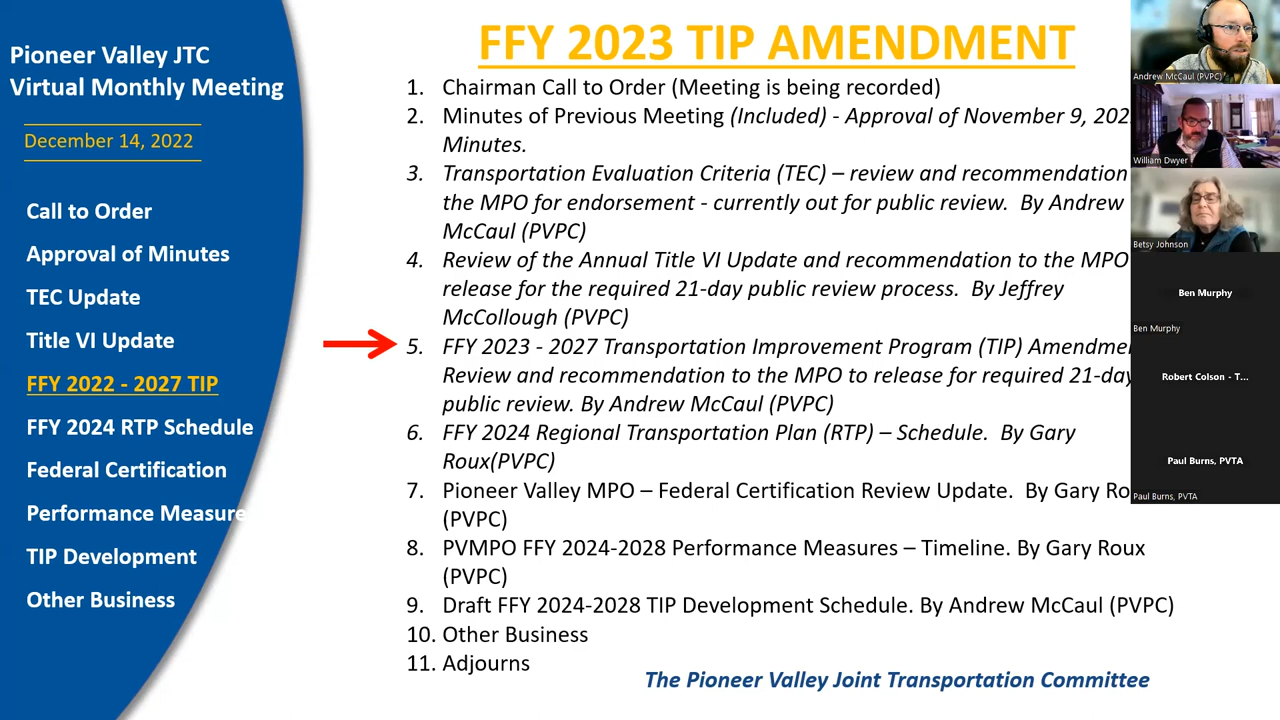 Pioneer Valley JTC
Virtual Monthly Meeting
December 14, 2022
Call to Order
Approval of Minutes
TEC Update
Title VI Update
FFY 2022 - 2027 TIP
FFY 2024 RTP Schedule
Federal Certification
Performance Measure
TIP Development
Other Business
FFY 2023 TIP AMENDMENT
1. Chairman Call to Order (Meeting is being recorded)
2. Minutes of Previous Meeting (Included) - Approval of November 9, 202
Minutes.
3. Transportation Evaluation Criteria (TEC) – review and recommendation
the MPO for endorsement - currently out for public review. By Andrew
McCaul (PVPC)
4. Review of the Annual Title VI Update and recommendation to the MPO
release for the required 21-day public review process. By Jeffrey
McCollough (PVPC)
5. FFY 2023 - 2027 Transportation Improvement Program (TIP) Amendme
Review and recommendation to the MPO to release for required 21-day
public review. By Andrew McCaul (PVPC)
6. FFY 2024 Regional Transportation Plan (RTP) – Schedule. By Gary
Roux(PVPC)
7. Pioneer Valley MPO – Federal Certification Review Update. By Gary Ro
(PVPC)
8. PVMPO FFY 2024-2028 Performance Measures – Timeline. By Gary Roux
(PVPC)
9. Draft FFY 2024-2028 TIP Development Schedule. By Andrew McCaul (PVPC)
10. Other Business
11. Adjourns
The Pioneer Valley Joint Transportation Committee
Andrew McCaul (PVPC)
William Dwyer
Betsy Johnson
Ben Murphy
Ben Murphy
Robert Colson - T...
Paul Burns, PVTA
Paul Burns, PVTA